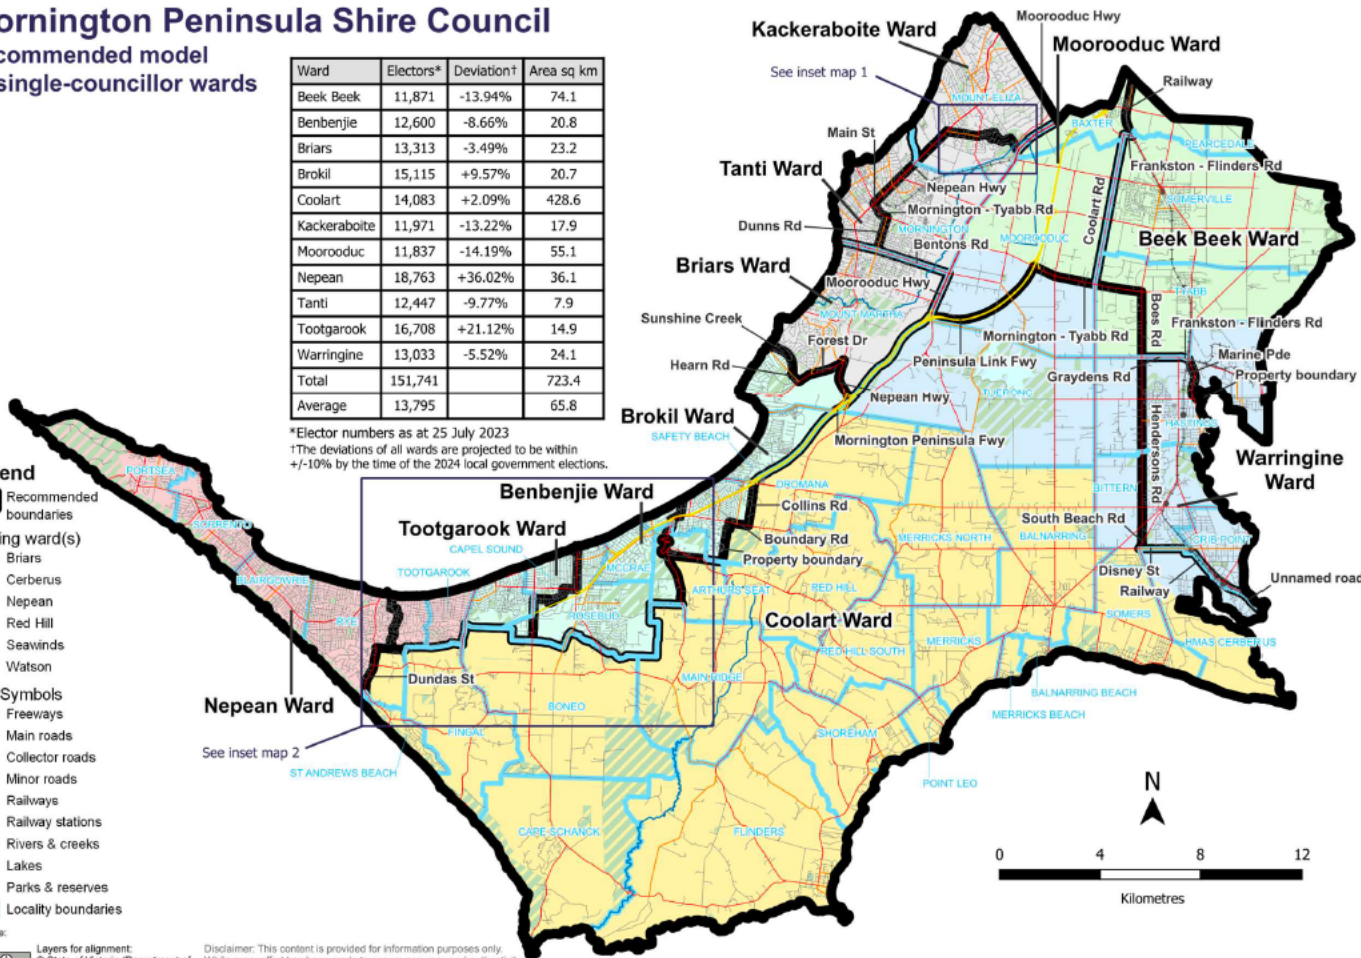 ornington Peninsula Shire Council
commended model
single-councillor wards
Ward Electors* Deviation† Area sq km
Beek Beek 11,871 -13.94% 74.1
Benbenjie 12,600 -8.66% 20.8
Briars 13,313 -3.49% 23.2
Brokil 15,115 +9.57% 20.7
Coolart 14,083 +2.09% 428.6
Kackeraboite 11,971 -13.22% 17.9
Moorooduc 11,837 -14.19% 55.1
Nepean 18,763 +36.02% 36.1
Tanti 12,447 -9.77% 7.9
Tootgarook 16,708 +21.12% 14.9
Warringine 13,033 -5.52% 24.1
Total 151,741 723.4
Average 13,795 65.8
*Elector numbers as at 25 July 2023
†The deviations of all wards are projected to be within
+/-10% by the time of the 2024 local government elections.
Kackeraboite Ward
Moorooduc Hwy
Moorooduc Ward
See inset map 1
Railway
MOUNT ELIZA
BAXTER
PEARCEDALE
Main St
Frankston - Flinders Rd
Tanti Ward
Nepean Hwy
SOMERVILLE
Mornington - Tyabb Rd
Coolart Rd
Dunns Rd
MORNINGTON
Bentons Rd
MOOROODUC
Beek Beek Ward
Briars Ward
Moorooduc Hwy
TYABB
Boes Rd
Sunshine Creek
MOUNT MARTHA
Frankston - Flinders Rd
Forest Dr
Mornington - Tyabb Rd
Peninsula Link Fwy
Marine Pde
Hearn Rd
Graydens Rd
Property boundary
Nepean Hwy
TUERONG
Hendersons Rd
Brokil Ward
SAFETY BEACH
Mornington Peninsula Fwy
HASTINGS
Warringine
Ward
DROMANA
BITTERN
Benbenjie Ward
Collins Rd
South Beach Rd
Tootgarook Ward
Boundary Rd
MERRICKS NORTH
BALNARRING
CRIB POINT
CAPEL SOUND
Property boundary
MCCRAE
Disney St
TOOTGAROOK
Railway
Unnamed road
ARTHURS SEAT
RED HILL
PORTSEA
SORRENTO
BLAIRGOWRIE
RYE
ROSEBUD
Coolart Ward
SOMERS
MERRICKS
HMAS CERBERUS
RED HILL SOUTH
Dundas St
MAIN RIDGE
BALNARRING BEACH
Nepean Ward
BONEO
MERRICKS BEACH
FINGAL
SHOREHAM
See inset map 2
ST ANDREWS BEACH
POINT LEO
CAPE SCHANCK
FLINDERS
N
0 4 8 12
Kilometres
end
Recommended
boundaries
ng ward(s)
Briars
Cerberus
Nepean
Red Hill
Seawinds
Watson
Symbols
Freeways
Main roads
Collector roads
Minor roads
Railways
Railway stations
Rivers & creeks
Lakes
Parks & reserves
Locality boundaries
Layers for alignment:
Disclaimer: This content is provided for information purposes only.